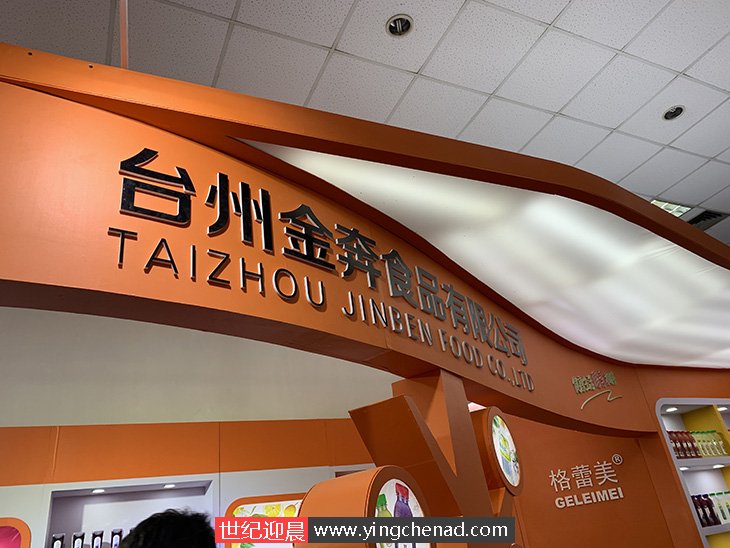 台州金奔食品有限公司
TAIZHOU JINBEN FOOD CO.,LTD
格蕾美®
GELEIMEI
世纪迎晨 www.yingchenad.com